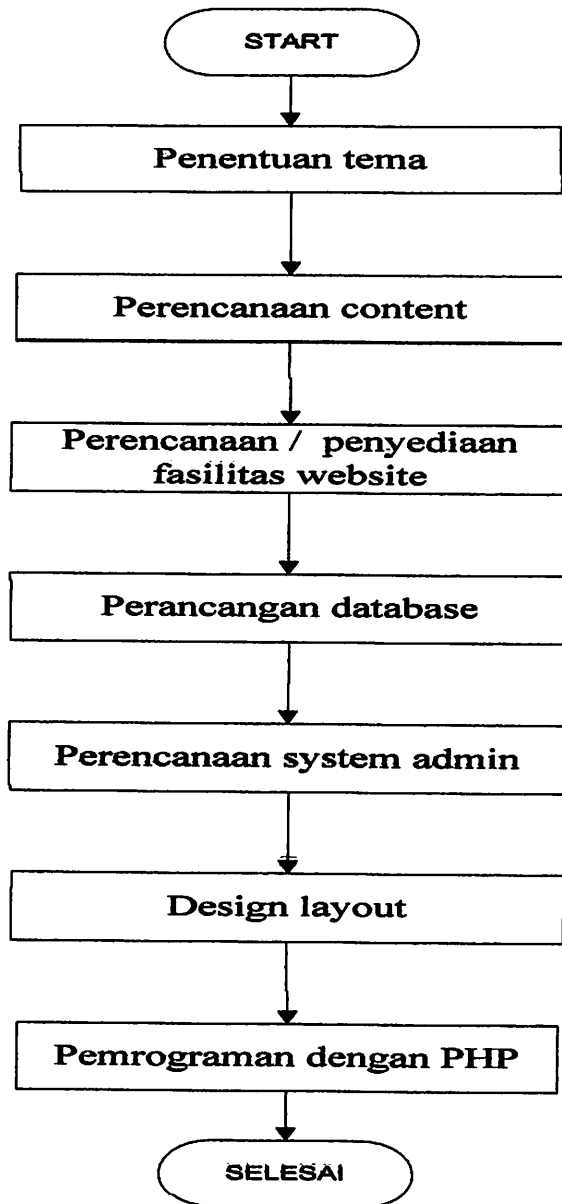 START
Penentuan tema
Perencanaan content
Perencanaan / penyediaan
fasilitas website
Perancangan database
Perencanaan system admin
Design layout
Pemrograman dengan PHP
SELESAI